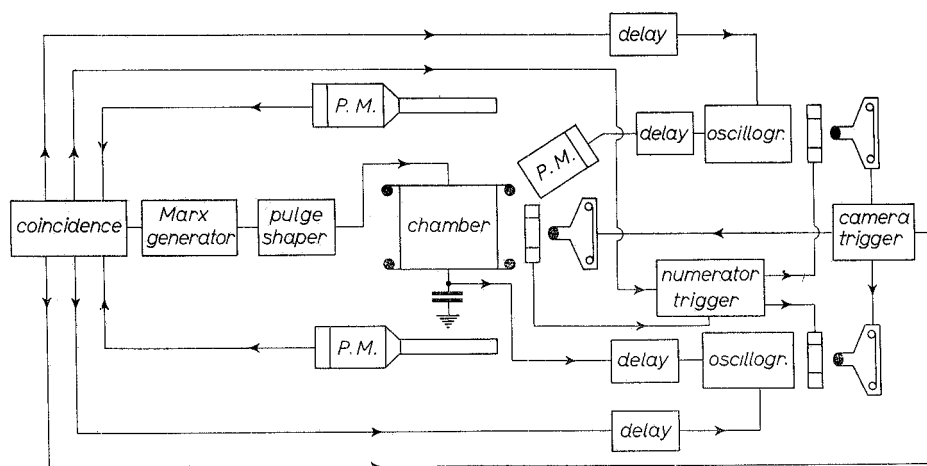 delay
P. M.
delay
oscillogr.
P. M.
coincidence
Marx
generator
pulge
shaper
chamber
camera
trigger
numerator
trigger
P. M.
delay
oscillogr.
delay